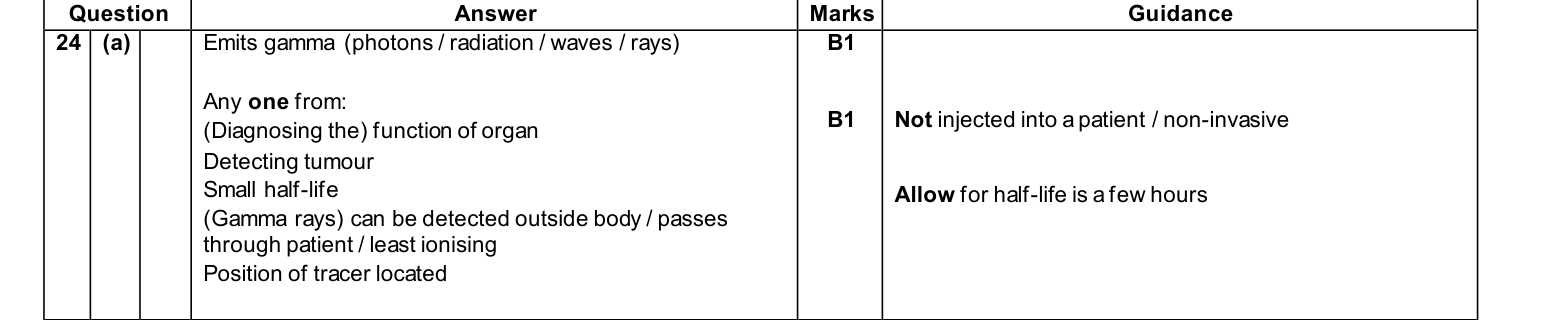 Question Answer Marks Guidance
24 (a) Emits gamma (photons / radiation / waves / rays) B1
Any one from:
(Diagnosing the) function of organ B1 Not injected into a patient / non-invasive
Detecting tumour
Small half-life Allow for half-life is a few hours
(Gamma rays) can be detected outside body / passes
through patient / least ionising
Position of tracer located